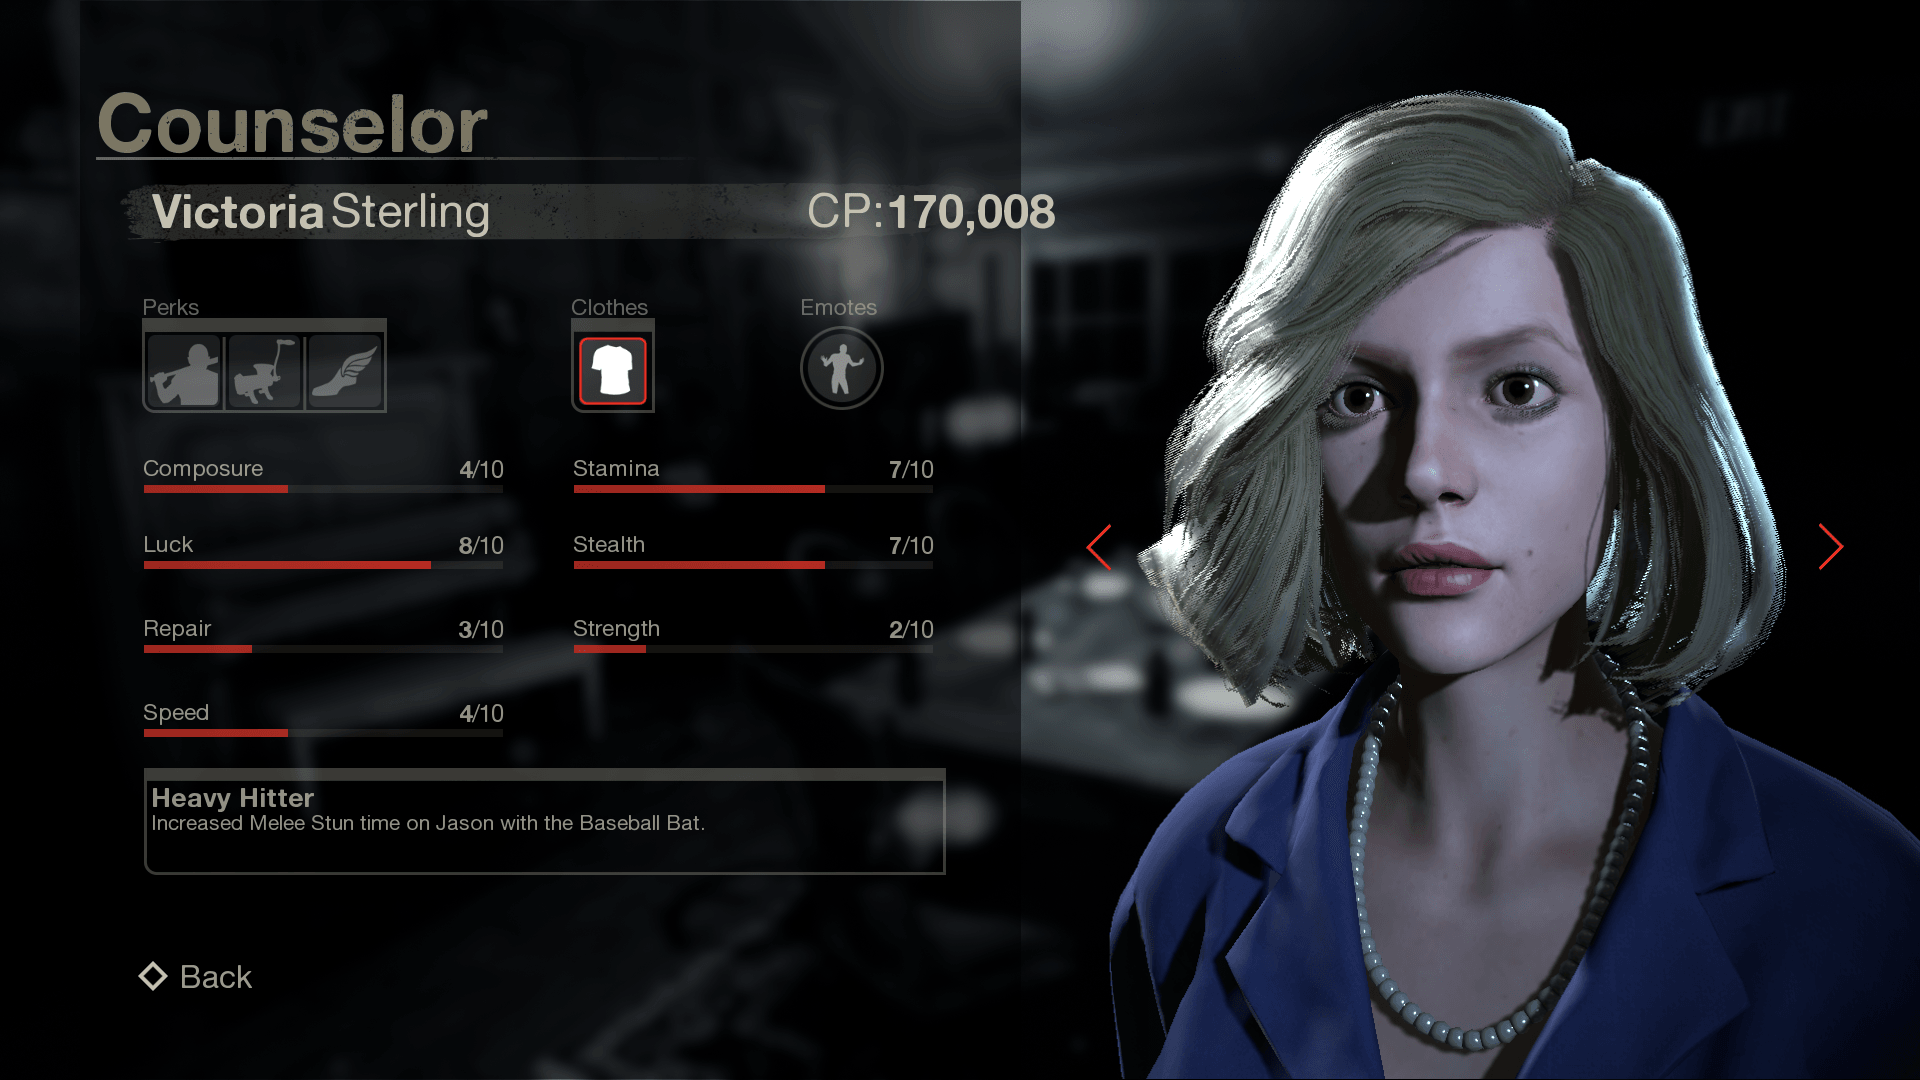 Counselor
Victoria Sterling CP:170,008
Perks Clothes Emotes
Composure 4/10 Stamina 7/10
Luck 8/10 Stealth 7/10
Repair 3/10 Strength 2/10
Speed 4/10
Heavy Hitter
Increased Melee Stun time on Jason with the Baseball Bat.
Back